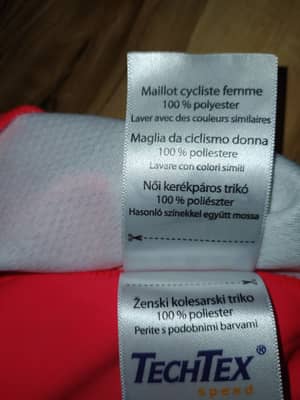 Maillot cycliste femme
100 % polyester
Laver avec des couleurs similaires
Maglia da ciclismo donna
100 % poliestere
Lavare con colori simili
Női kerékpáros trikó
100 % poliészter
Hasonló színekkel együtt mossa
Ženski kolesarski triko
100 % poliester
Perite s podobnimi barvami
TECHTEX®
speed